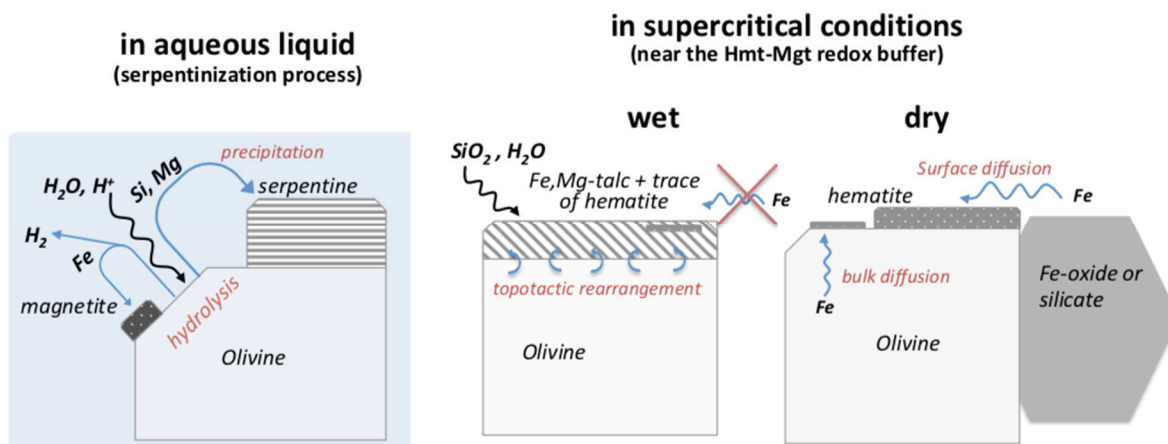 in aqueous liquid
(serpentinization process)
H₂O, H⁺
Si, Mg
precipitation
serpentine
H₂
Fe
magnetite
hydrolysis
Olivine
in supercritical conditions
(near the Hmt-Mgt redox buffer)
wet
SiO₂ , H₂O
Fe,Mg-talc + trace
of hematite
Fe
topotactic rearrangement
Olivine
dry
Surface diffusion
hematite
Fe
bulk diffusion
Fe
Fe-oxide or
silicate
Olivine